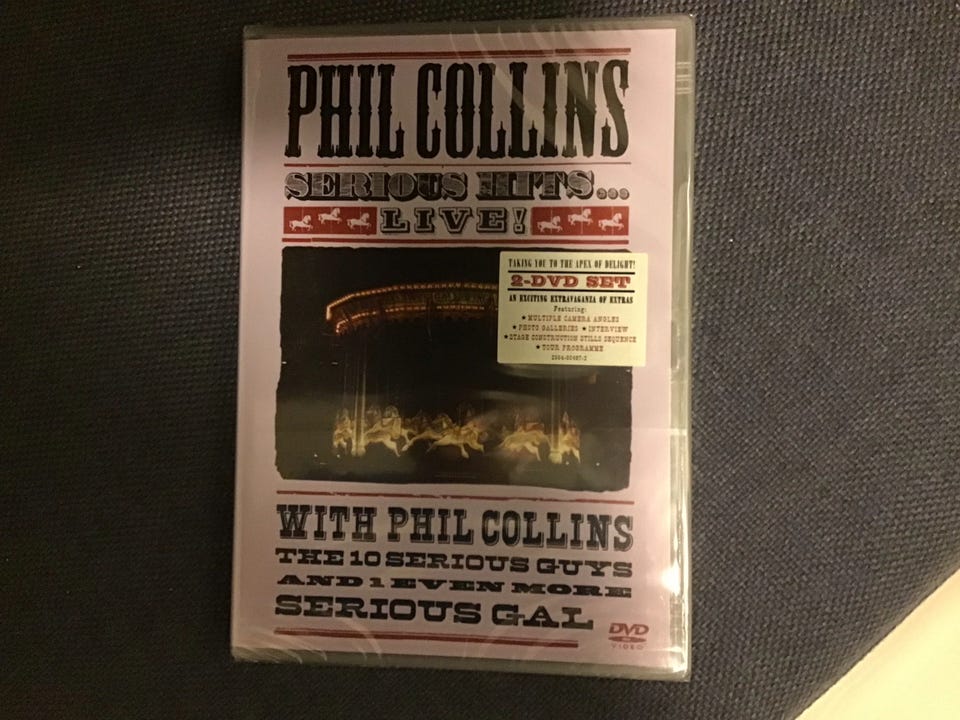 PHIL COLLINS
SERIOUS HITS...
LIVE!
TAKING YOU TO THE APEX OF DELIGHT!
2-DVD SET
AN EXCITING EXTRAVAGANZA OF EXTRAS
Featuring:
★ MULTIPLE CAMERA ANGLES
★ PHOTO GALLERIES ★ INTERVIEW
★ STAGE CONSTRUCTION STILLS SEQUENCE
★ TOUR PROGRAMME
WITH PHIL COLLINS
THE 10 SERIOUS GUYS
AND 1 EVEN MORE
SERIOUS GAL
DVD
VIDEO